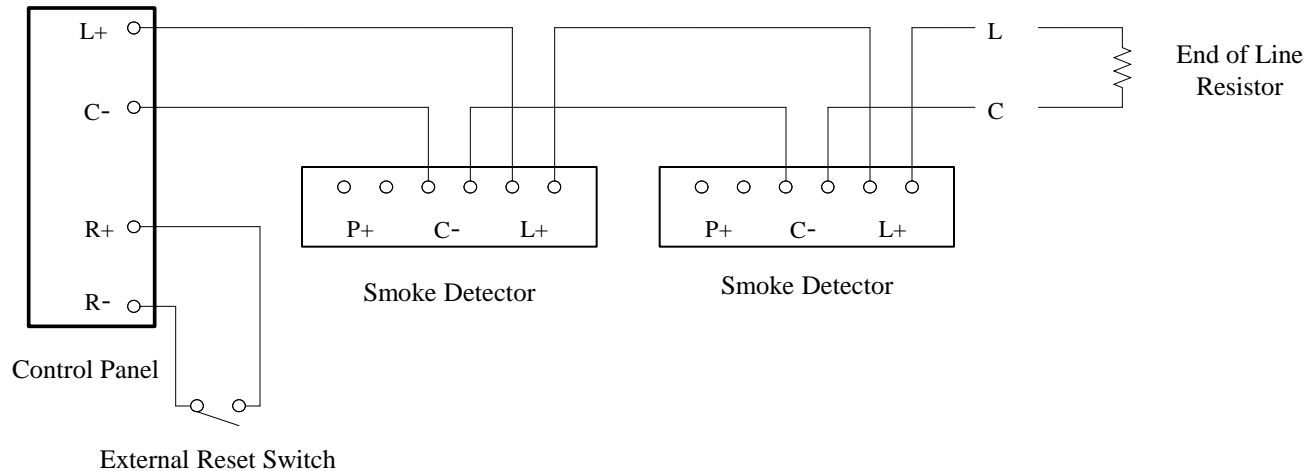 L+
C-
R+
R-
Control Panel
External Reset Switch
P+ C- L+
Smoke Detector
P+ C- L+
Smoke Detector
L
C
End of Line
Resistor